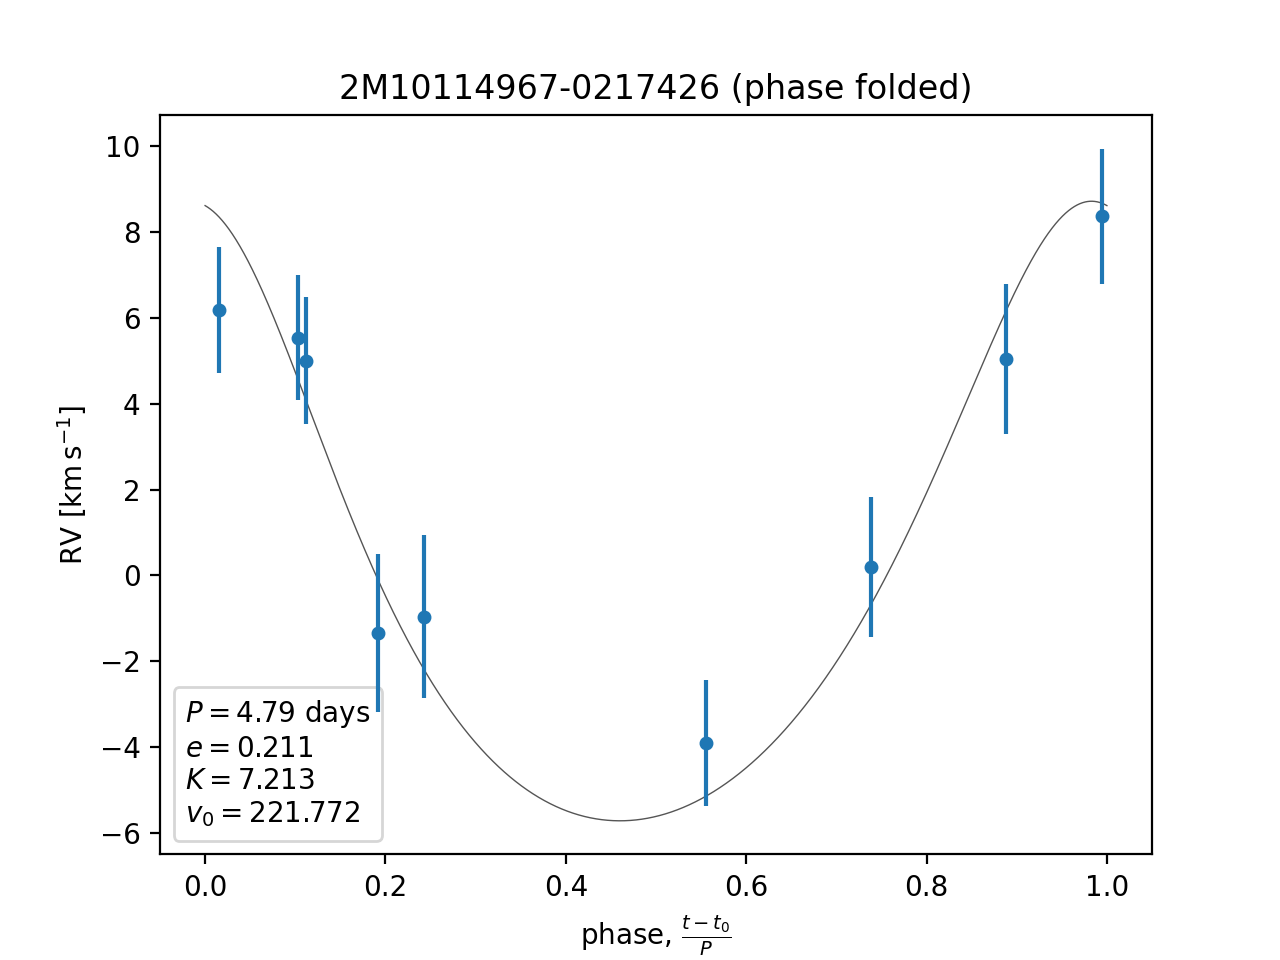 2M10114967-0217426 (phase folded)
RV [km s⁻¹]
10
8
6
4
2
0
−2
−4
−6
P = 4.79 days
e = 0.211
K = 7.213
v₀ = 221.772
0.0 0.2 0.4 0.6 0.8 1.0
phase, (t − t₀)/P